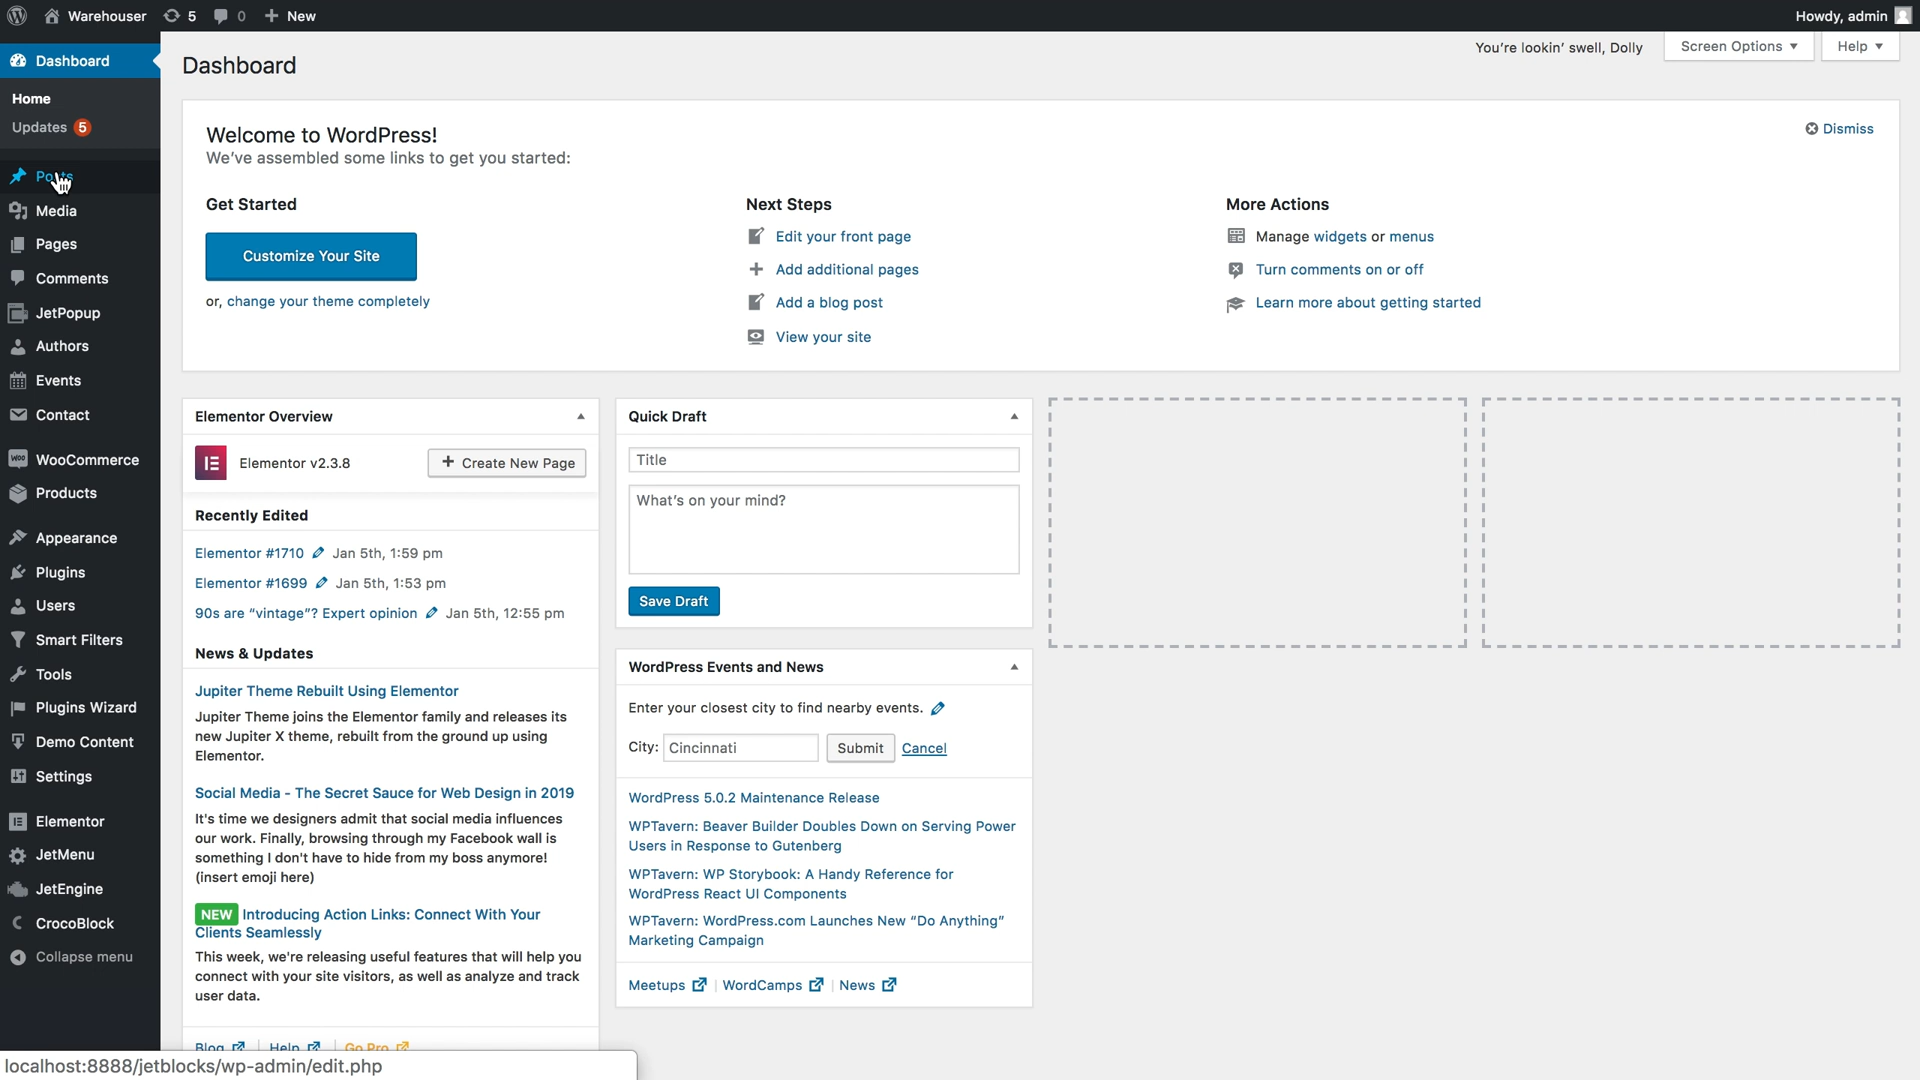 Warehouser 5 0 New
Howdy, admin
Dashboard
Home
Updates 5
Posts
Media
Pages
Comments
JetPopup
Authors
Events
Contact
WooCommerce
Products
Appearance
Plugins
Users
Smart Filters
Tools
Plugins Wizard
Demo Content
Settings
Elementor
JetMenu
JetEngine
CrocoBlock
Collapse menu
You're lookin' swell, Dolly
Screen Options
Help
Dashboard
Welcome to WordPress!
We've assembled some links to get you started:
Dismiss
Get Started
Customize Your Site
or, change your theme completely
Next Steps
Edit your front page
Add additional pages
Add a blog post
View your site
More Actions
Manage widgets or menus
Turn comments on or off
Learn more about getting started
Elementor Overview
Elementor v2.3.8
Create New Page
Recently Edited
Elementor #1710 Jan 5th, 1:59 pm
Elementor #1699 Jan 5th, 1:53 pm
90s are “vintage”? Expert opinion Jan 5th, 12:55 pm
News & Updates
Jupiter Theme Rebuilt Using Elementor
Jupiter Theme joins the Elementor family and releases its
new Jupiter X theme, rebuilt from the ground up using
Elementor.
Social Media - The Secret Sauce for Web Design in 2019
It's time we designers admit that social media influences
our work. Finally, browsing through my Facebook wall is
something I don't have to hide from my boss anymore!
(insert emoji here)
NEW Introducing Action Links: Connect With Your
Clients Seamlessly
This week, we're releasing useful features that will help you
connect with your site visitors, as well as analyze and track
user data.
Blog Help Go Pro
Quick Draft
Title
What's on your mind?
Save Draft
WordPress Events and News
Enter your closest city to find nearby events.
City: Cincinnati Submit Cancel
WordPress 5.0.2 Maintenance Release
WPTavern: Beaver Builder Doubles Down on Serving Power
Users in Response to Gutenberg
WPTavern: WP Storybook: A Handy Reference for
WordPress React UI Components
WPTavern: WordPress.com Launches New “Do Anything”
Marketing Campaign
Meetups | WordCamps | News
localhost:8888/jetblocks/wp-admin/edit.php